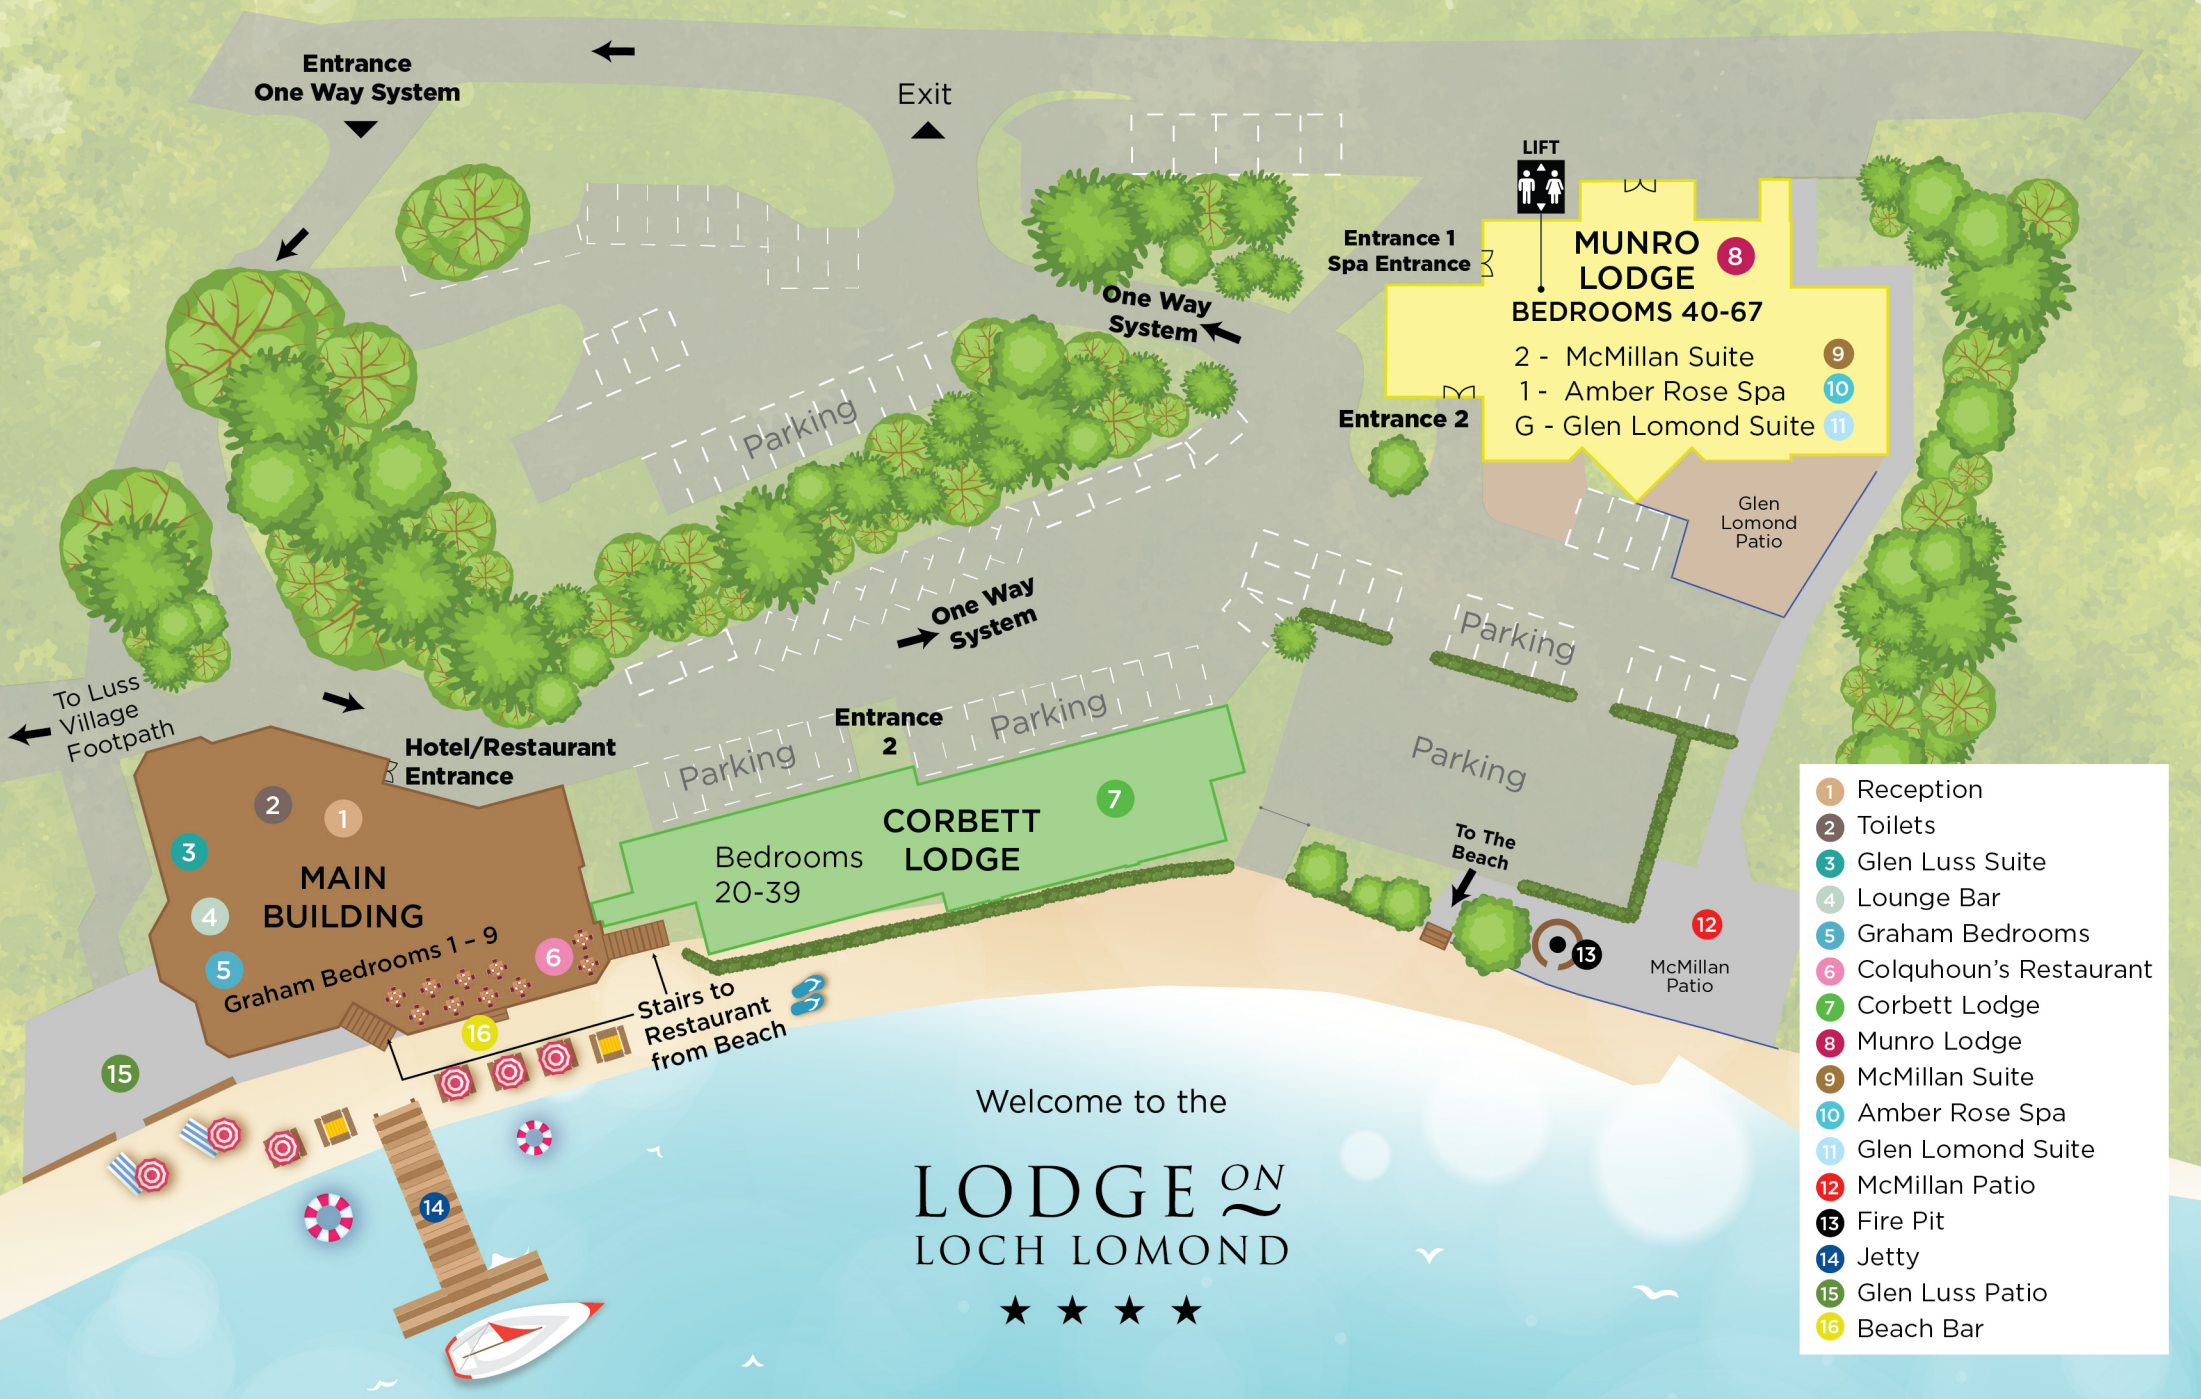 Entrance
One Way System
Exit
LIFT
Entrance 1
Spa Entrance
MUNRO
LODGE
8
BEDROOMS 40-67
2 - McMillan Suite 9
1 - Amber Rose Spa 10
G - Glen Lomond Suite 11
One Way
System
Entrance 2
Parking
Glen
Lomond
Patio
One Way
System
Parking
Parking
To Luss
Village
Footpath
Hotel/Restaurant
Entrance
Entrance
2
Parking
Parking
2
1
3
MAIN
BUILDING
4
5
Graham Bedrooms 1 – 9
6
CORBETT
LODGE
7
Bedrooms
20-39
To The
Beach
12
13
McMillan
Patio
Stairs to
Restaurant
from Beach
16
15
14
Welcome to the
LODGE ON
LOCH LOMOND
1 Reception
2 Toilets
3 Glen Luss Suite
4 Lounge Bar
5 Graham Bedrooms
6 Colquhoun's Restaurant
7 Corbett Lodge
8 Munro Lodge
9 McMillan Suite
10 Amber Rose Spa
11 Glen Lomond Suite
12 McMillan Patio
13 Fire Pit
14 Jetty
15 Glen Luss Patio
16 Beach Bar